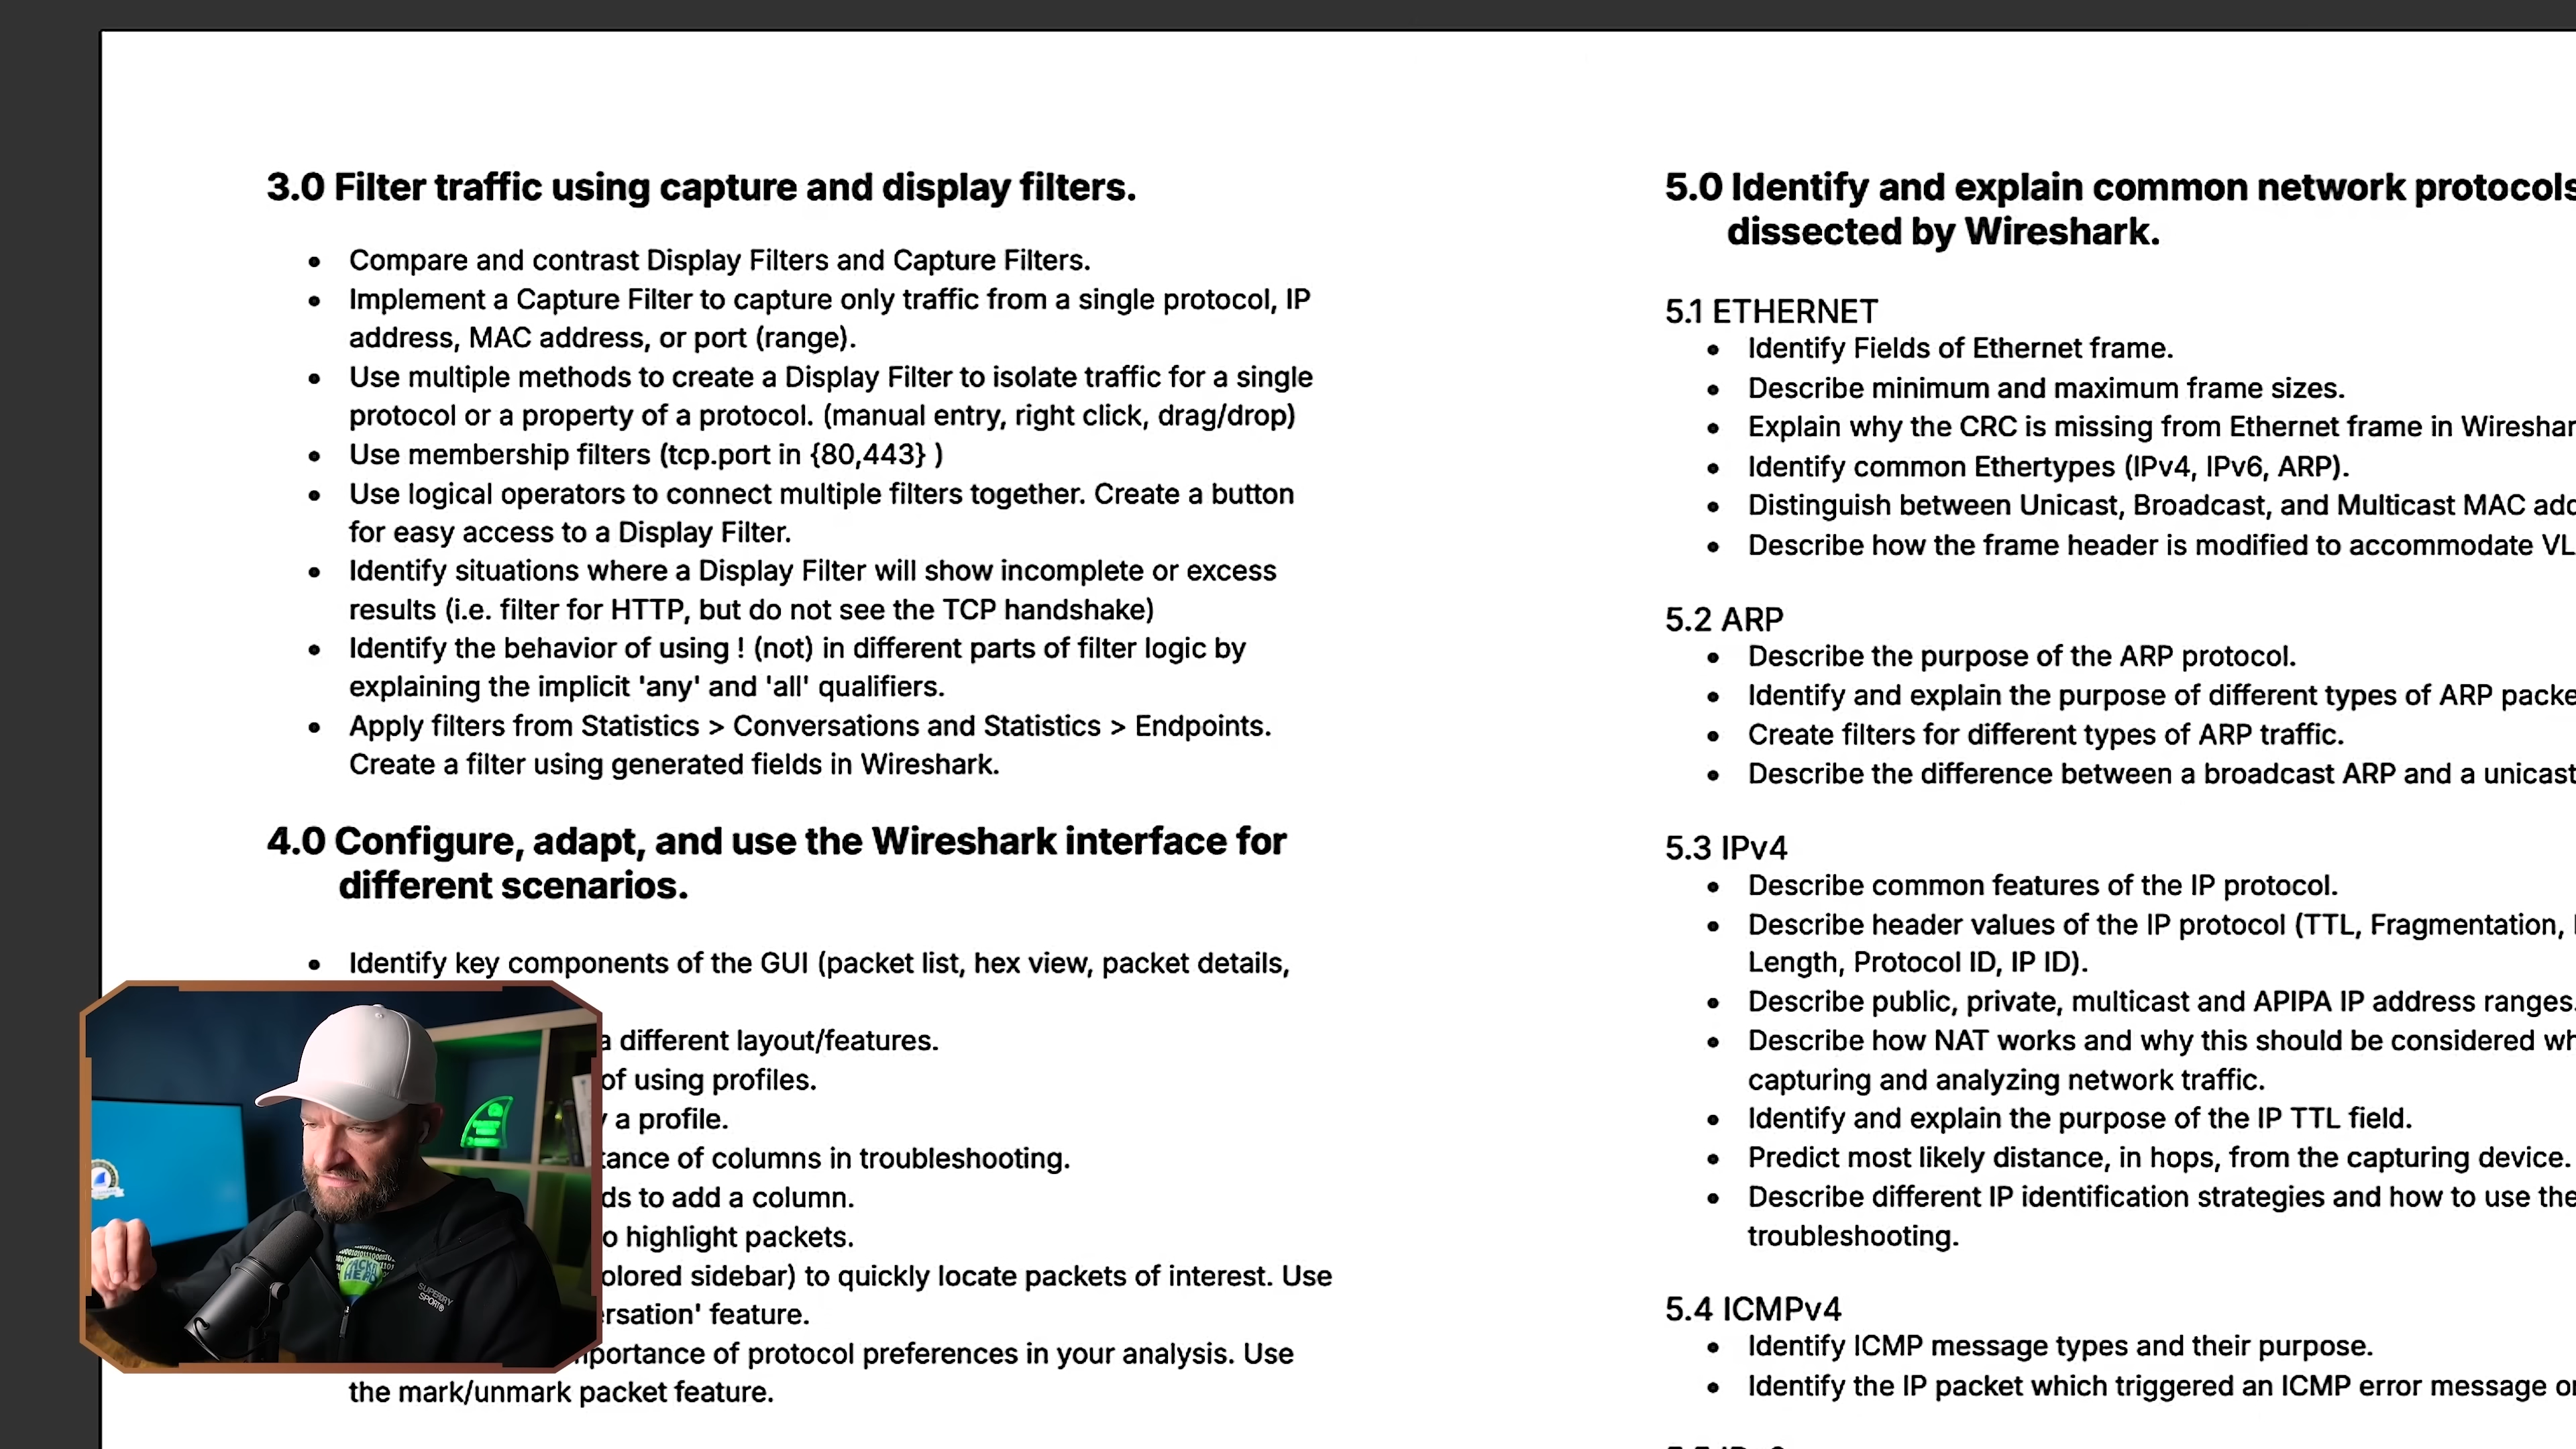 3.0 Filter traffic using capture and display filters.
• Compare and contrast Display Filters and Capture Filters.
• Implement a Capture Filter to capture only traffic from a single protocol, IP
address, MAC address, or port (range).
• Use multiple methods to create a Display Filter to isolate traffic for a single
protocol or a property of a protocol. (manual entry, right click, drag/drop)
• Use membership filters (tcp.port in {80,443} )
• Use logical operators to connect multiple filters together. Create a button
for easy access to a Display Filter.
• Identify situations where a Display Filter will show incomplete or excess
results (i.e. filter for HTTP, but do not see the TCP handshake)
• Identify the behavior of using ! (not) in different parts of filter logic by
explaining the implicit 'any' and 'all' qualifiers.
• Apply filters from Statistics > Conversations and Statistics > Endpoints.
Create a filter using generated fields in Wireshark.
4.0 Configure, adapt, and use the Wireshark interface for
different scenarios.
• Identify key components of the GUI (packet list, hex view, packet details,
a different layout/features.
of using profiles.
a profile.
of columns in troubleshooting.
to add a column.
highlight packets.
sidebar) to quickly locate packets of interest. Use
feature.
of protocol preferences in your analysis. Use
the mark/unmark packet feature.
SUPERDRY
SPORT®
5.0 Identify and explain common network protocols
dissected by Wireshark.
5.1 ETHERNET
• Identify Fields of Ethernet frame.
• Describe minimum and maximum frame sizes.
• Explain why the CRC is missing from Ethernet frame in
• Identify common Ethertypes (IPv4, IPv6, ARP).
• Distinguish between Unicast, Broadcast, and Multicast MAC
• Describe how the frame header is modified to accommodate
5.2 ARP
• Describe the purpose of the ARP protocol.
• Identify and explain the purpose of different types of ARP
• Create filters for different types of ARP traffic.
• Describe the difference between a broadcast ARP and a unicast
5.3 IPv4
• Describe common features of the IP protocol.
• Describe header values of the IP protocol (TTL, Fragmentation,
Length, Protocol ID, IP ID).
• Describe public, private, multicast and APIPA IP address ranges.
• Describe how NAT works and why this should be considered
capturing and analyzing network traffic.
• Identify and explain the purpose of the IP TTL field.
• Predict most likely distance, in hops, from the capturing device.
• Describe different IP identification strategies and how to use
troubleshooting.
5.4 ICMPv4
• Identify ICMP message types and their purpose.
• Identify the IP packet which triggered an ICMP error message